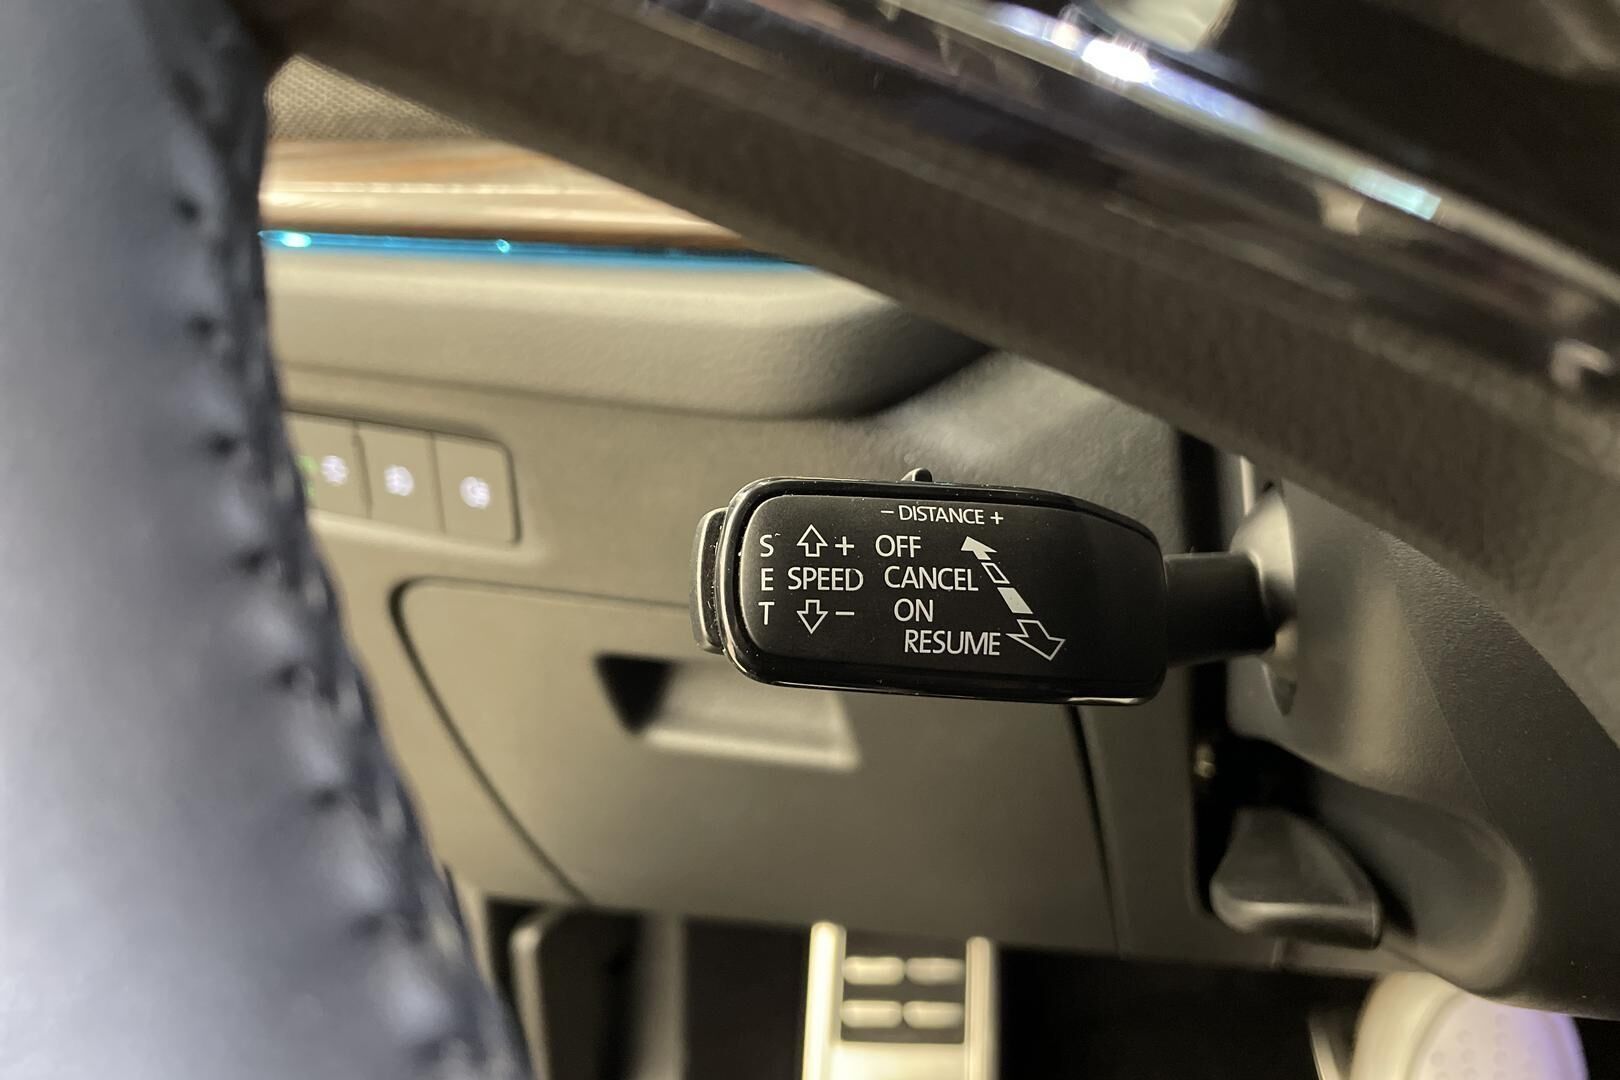 – DISTANCE +
S + OFF
E SPEED CANCEL
T – ON
RESUME